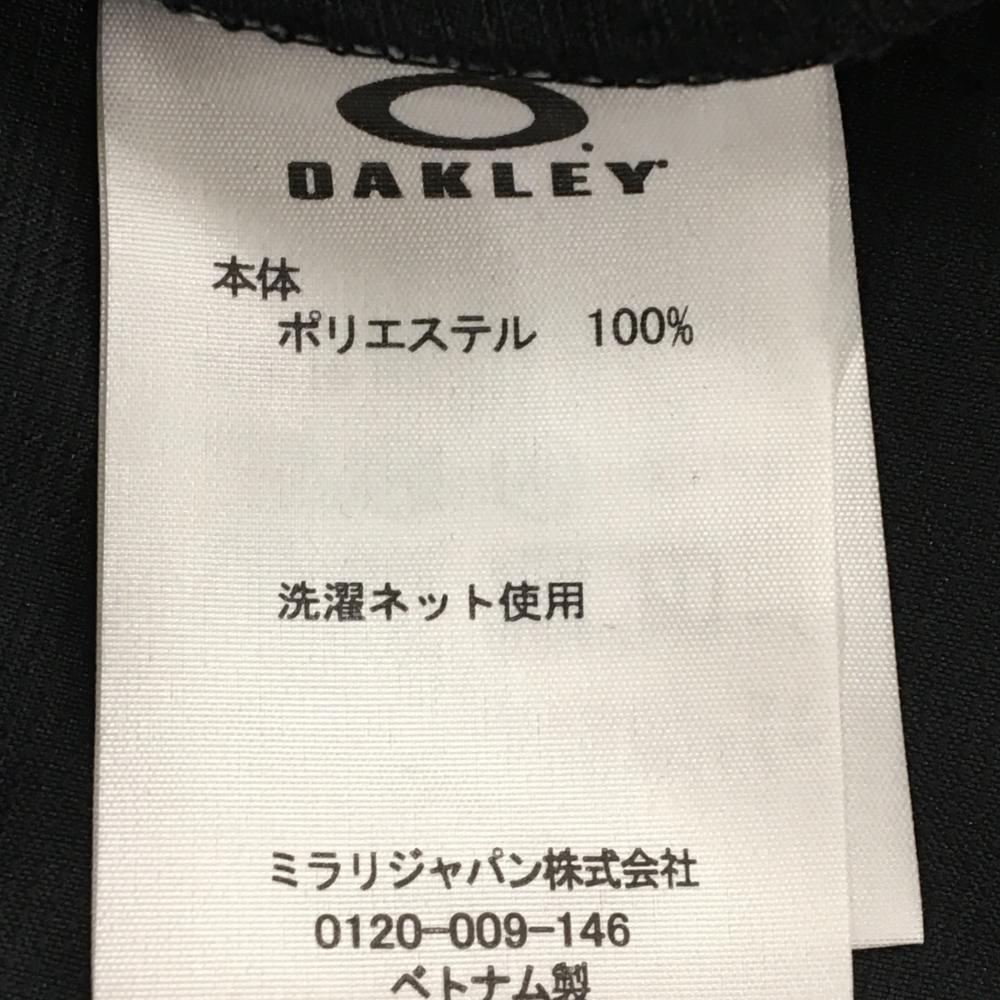 OAKLEY
本体
ポリエステル 100%
洗濯ネット使用
ミラリジャパン株式会社
0120-009-146
ベトナム製